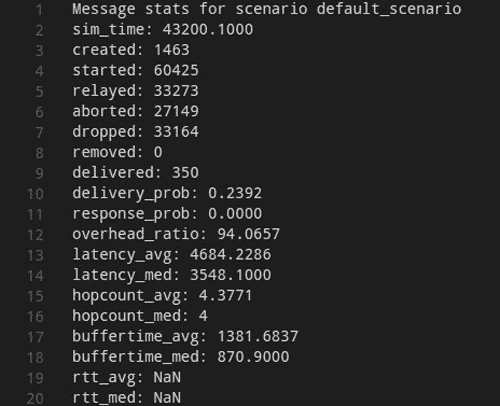 1 Message stats for scenario default_scenario
2 sim_time: 43200.1000
3 created: 1463
4 started: 60425
5 relayed: 33273
6 aborted: 27149
7 dropped: 33164
8 removed: 0
9 delivered: 350
10 delivery_prob: 0.2392
11 response_prob: 0.0000
12 overhead_ratio: 94.0657
13 latency_avg: 4684.2286
14 latency_med: 3548.1000
15 hopcount_avg: 4.3771
16 hopcount_med: 4
17 buffertime_avg: 1381.6837
18 buffertime_med: 870.9000
19 rtt_avg: NaN
20 rtt_med: NaN